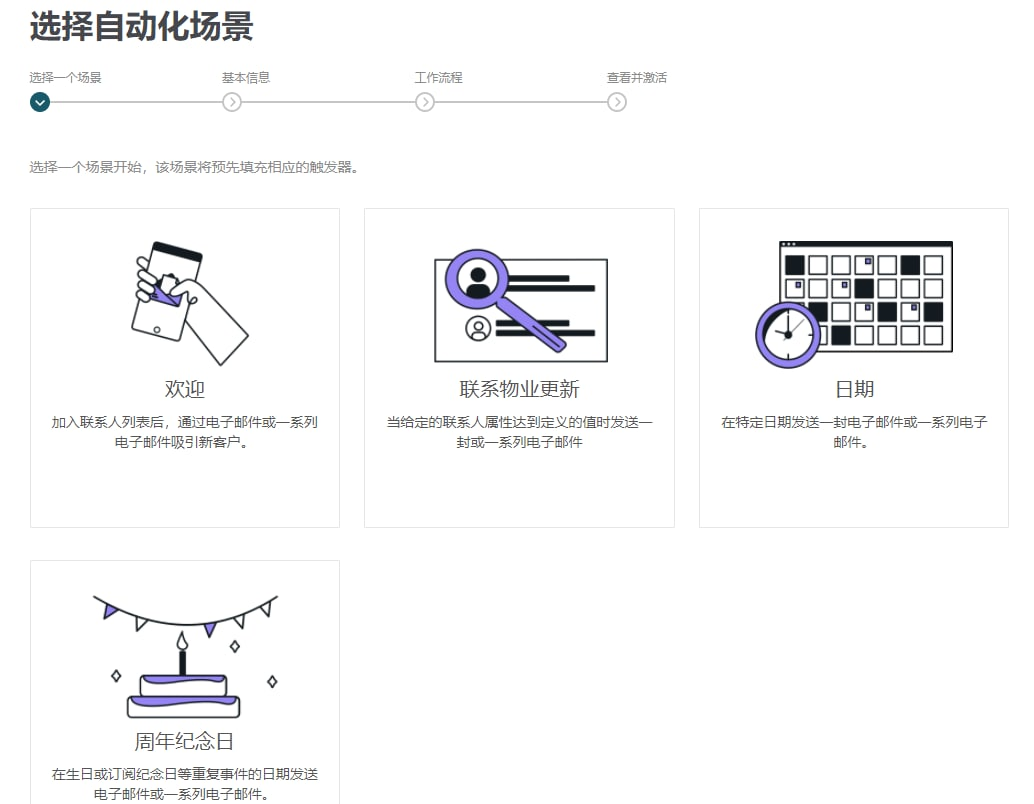 选择自动化场景
选择一个场景
基本信息
工作流程
查看并激活
选择一个场景开始，该场景将预先填充相应的触发器。
欢迎
加入联系人列表后，通过电子邮件或一系列
电子邮件吸引新客户。
联系物业更新
当给定的联系人属性达到定义的值时发送一
封或一系列电子邮件
日期
在特定日期发送一封电子邮件或一系列电子
邮件。
周年纪念日
在生日或订阅纪念日等重复事件的日期发送
电子邮件或一系列电子邮件。